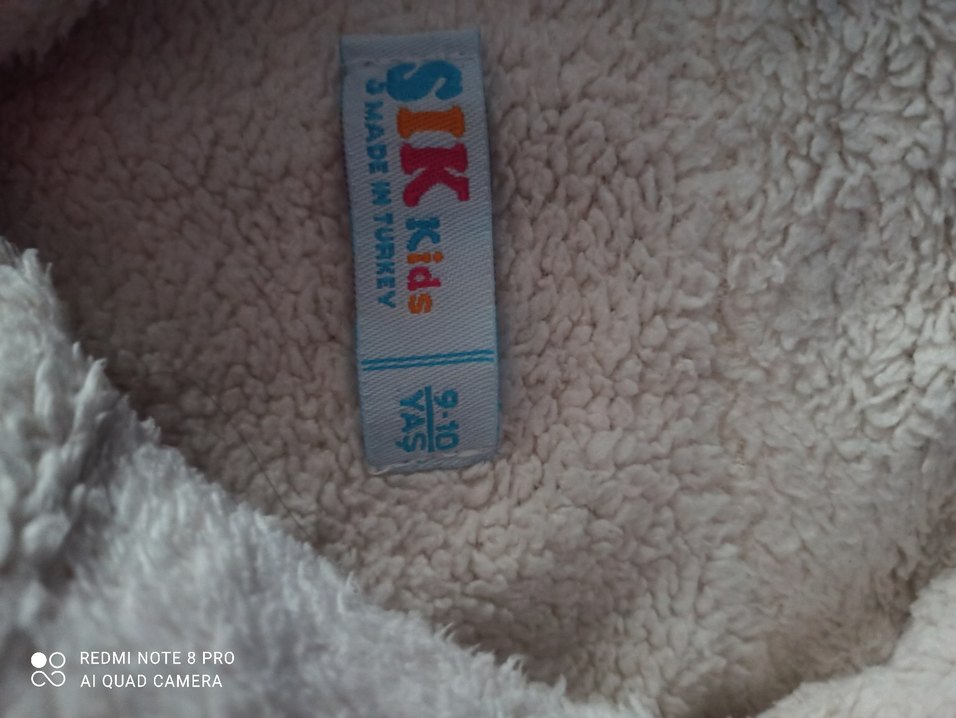 SIK Kids
MADE IN TURKEY
9-10
YAŞ
REDMI NOTE 8 PRO
AI QUAD CAMERA